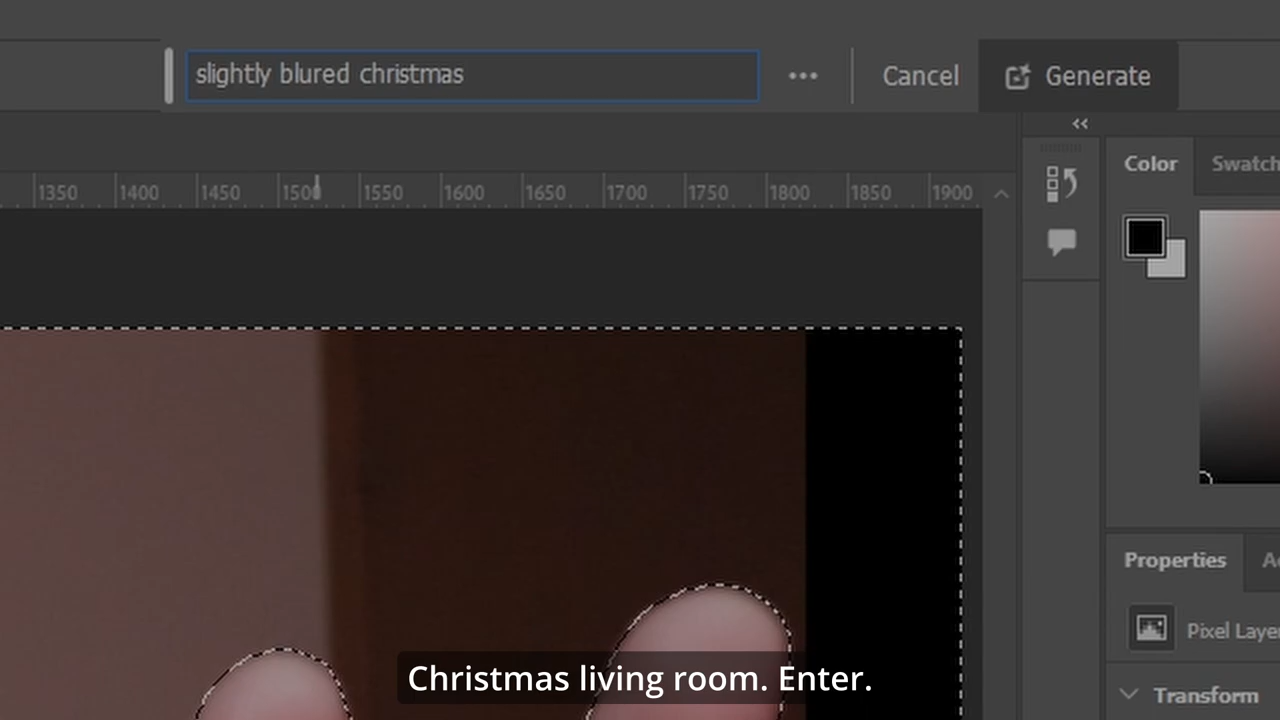 slightly blured christmas
Cancel
Generate
1350 1400 1450 1500 1550 1600 1650 1700 1750 1800 1850 1900
Color
Swatch
Properties
Pixel Laye
Transform
Christmas living room. Enter.